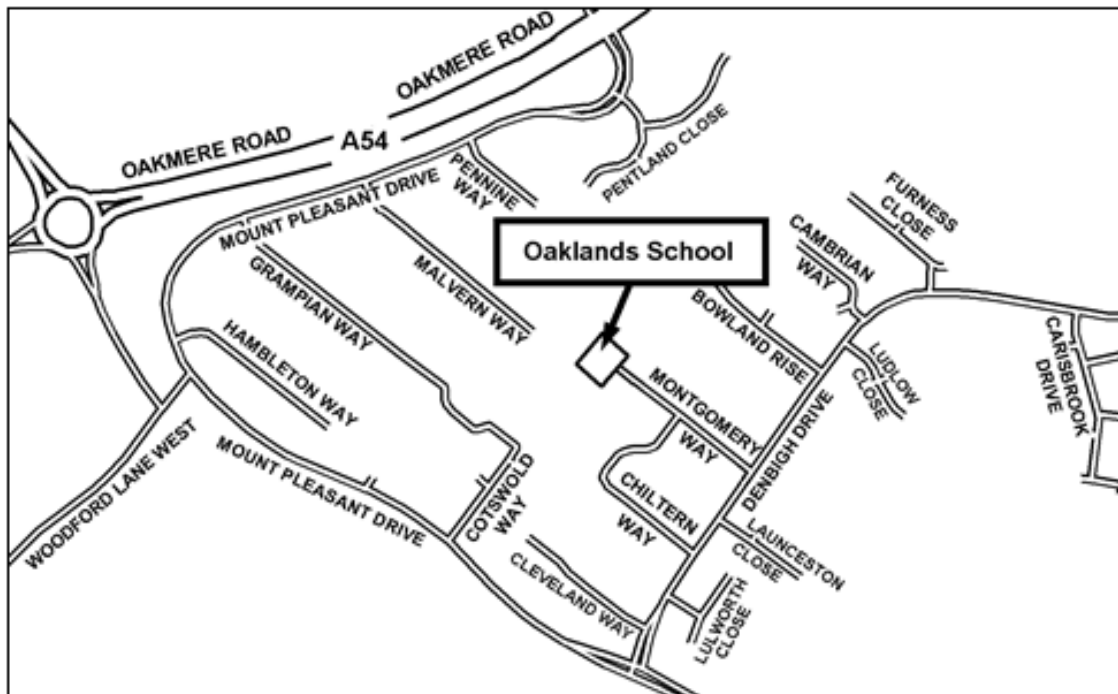 OAKMERE ROAD
OAKMERE ROAD
A54
MOUNT PLEASANT DRIVE
PENNINE
WAY
PENTLAND CLOSE
FURNESS
CLOSE
CAMBRIAN
WAY
Oaklands School
GRAMPIAN WAY
MALVERN WAY
BOWLAND RISE
HAMBLETON WAY
LUDLOW
CLOSE
CARISBROOK
DRIVE
MONTGOMERY
WAY
DENBIGH DRIVE
WOODFORD LANE WEST
MOUNT PLEASANT DRIVE
COTSWOLD
WAY
CHILTERN
WAY
LAUNCESTON
CLOSE
CLEVELAND WAY
LULWORTH
CLOSE